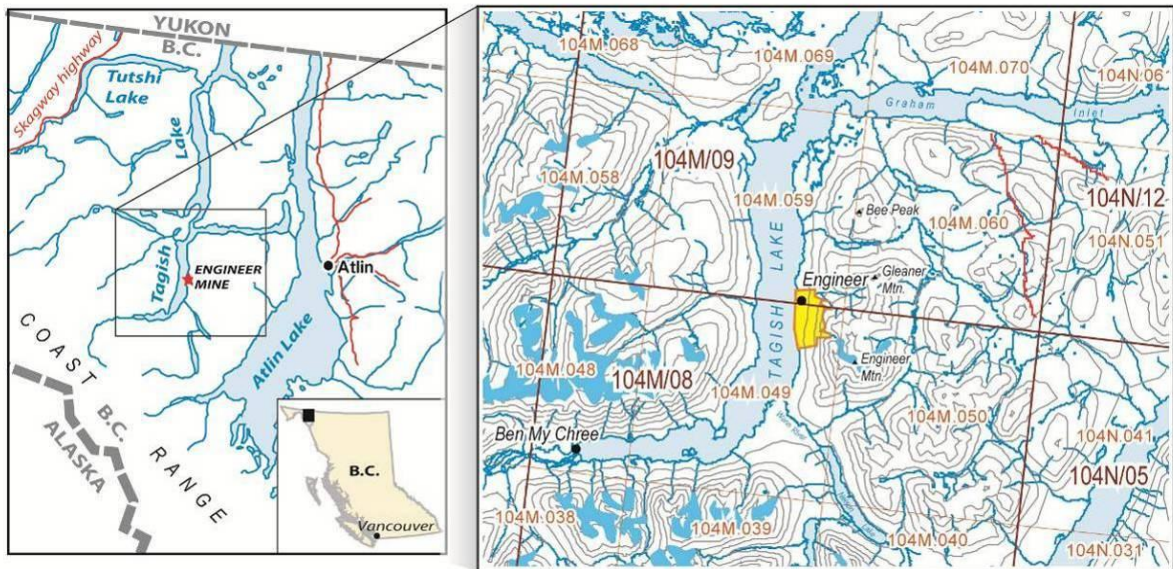 YUKON
B.C.
Skagway highway
Tutshi
Lake
Lake
Tagish
ENGINEER
MINE
Atlin
Atlin Lake
COAST
RANGE
B.C.
ALASKA
B.C.
Vancouver
104M.068
104M.069
104M.070
104N.06
Graham
Inlet
104M/09
104M.058
104M.059
Bee Peak
104M.060
104N/12
104N.051
Gleaner
Mtn.
Engineer
TAGISH LAKE
Engineer
Mtn.
104M.048
104M/08
104M.049
104M.050
104N.041
Ben My Chree
104N/05
104M.038
104M.039
104M.040
104N.031